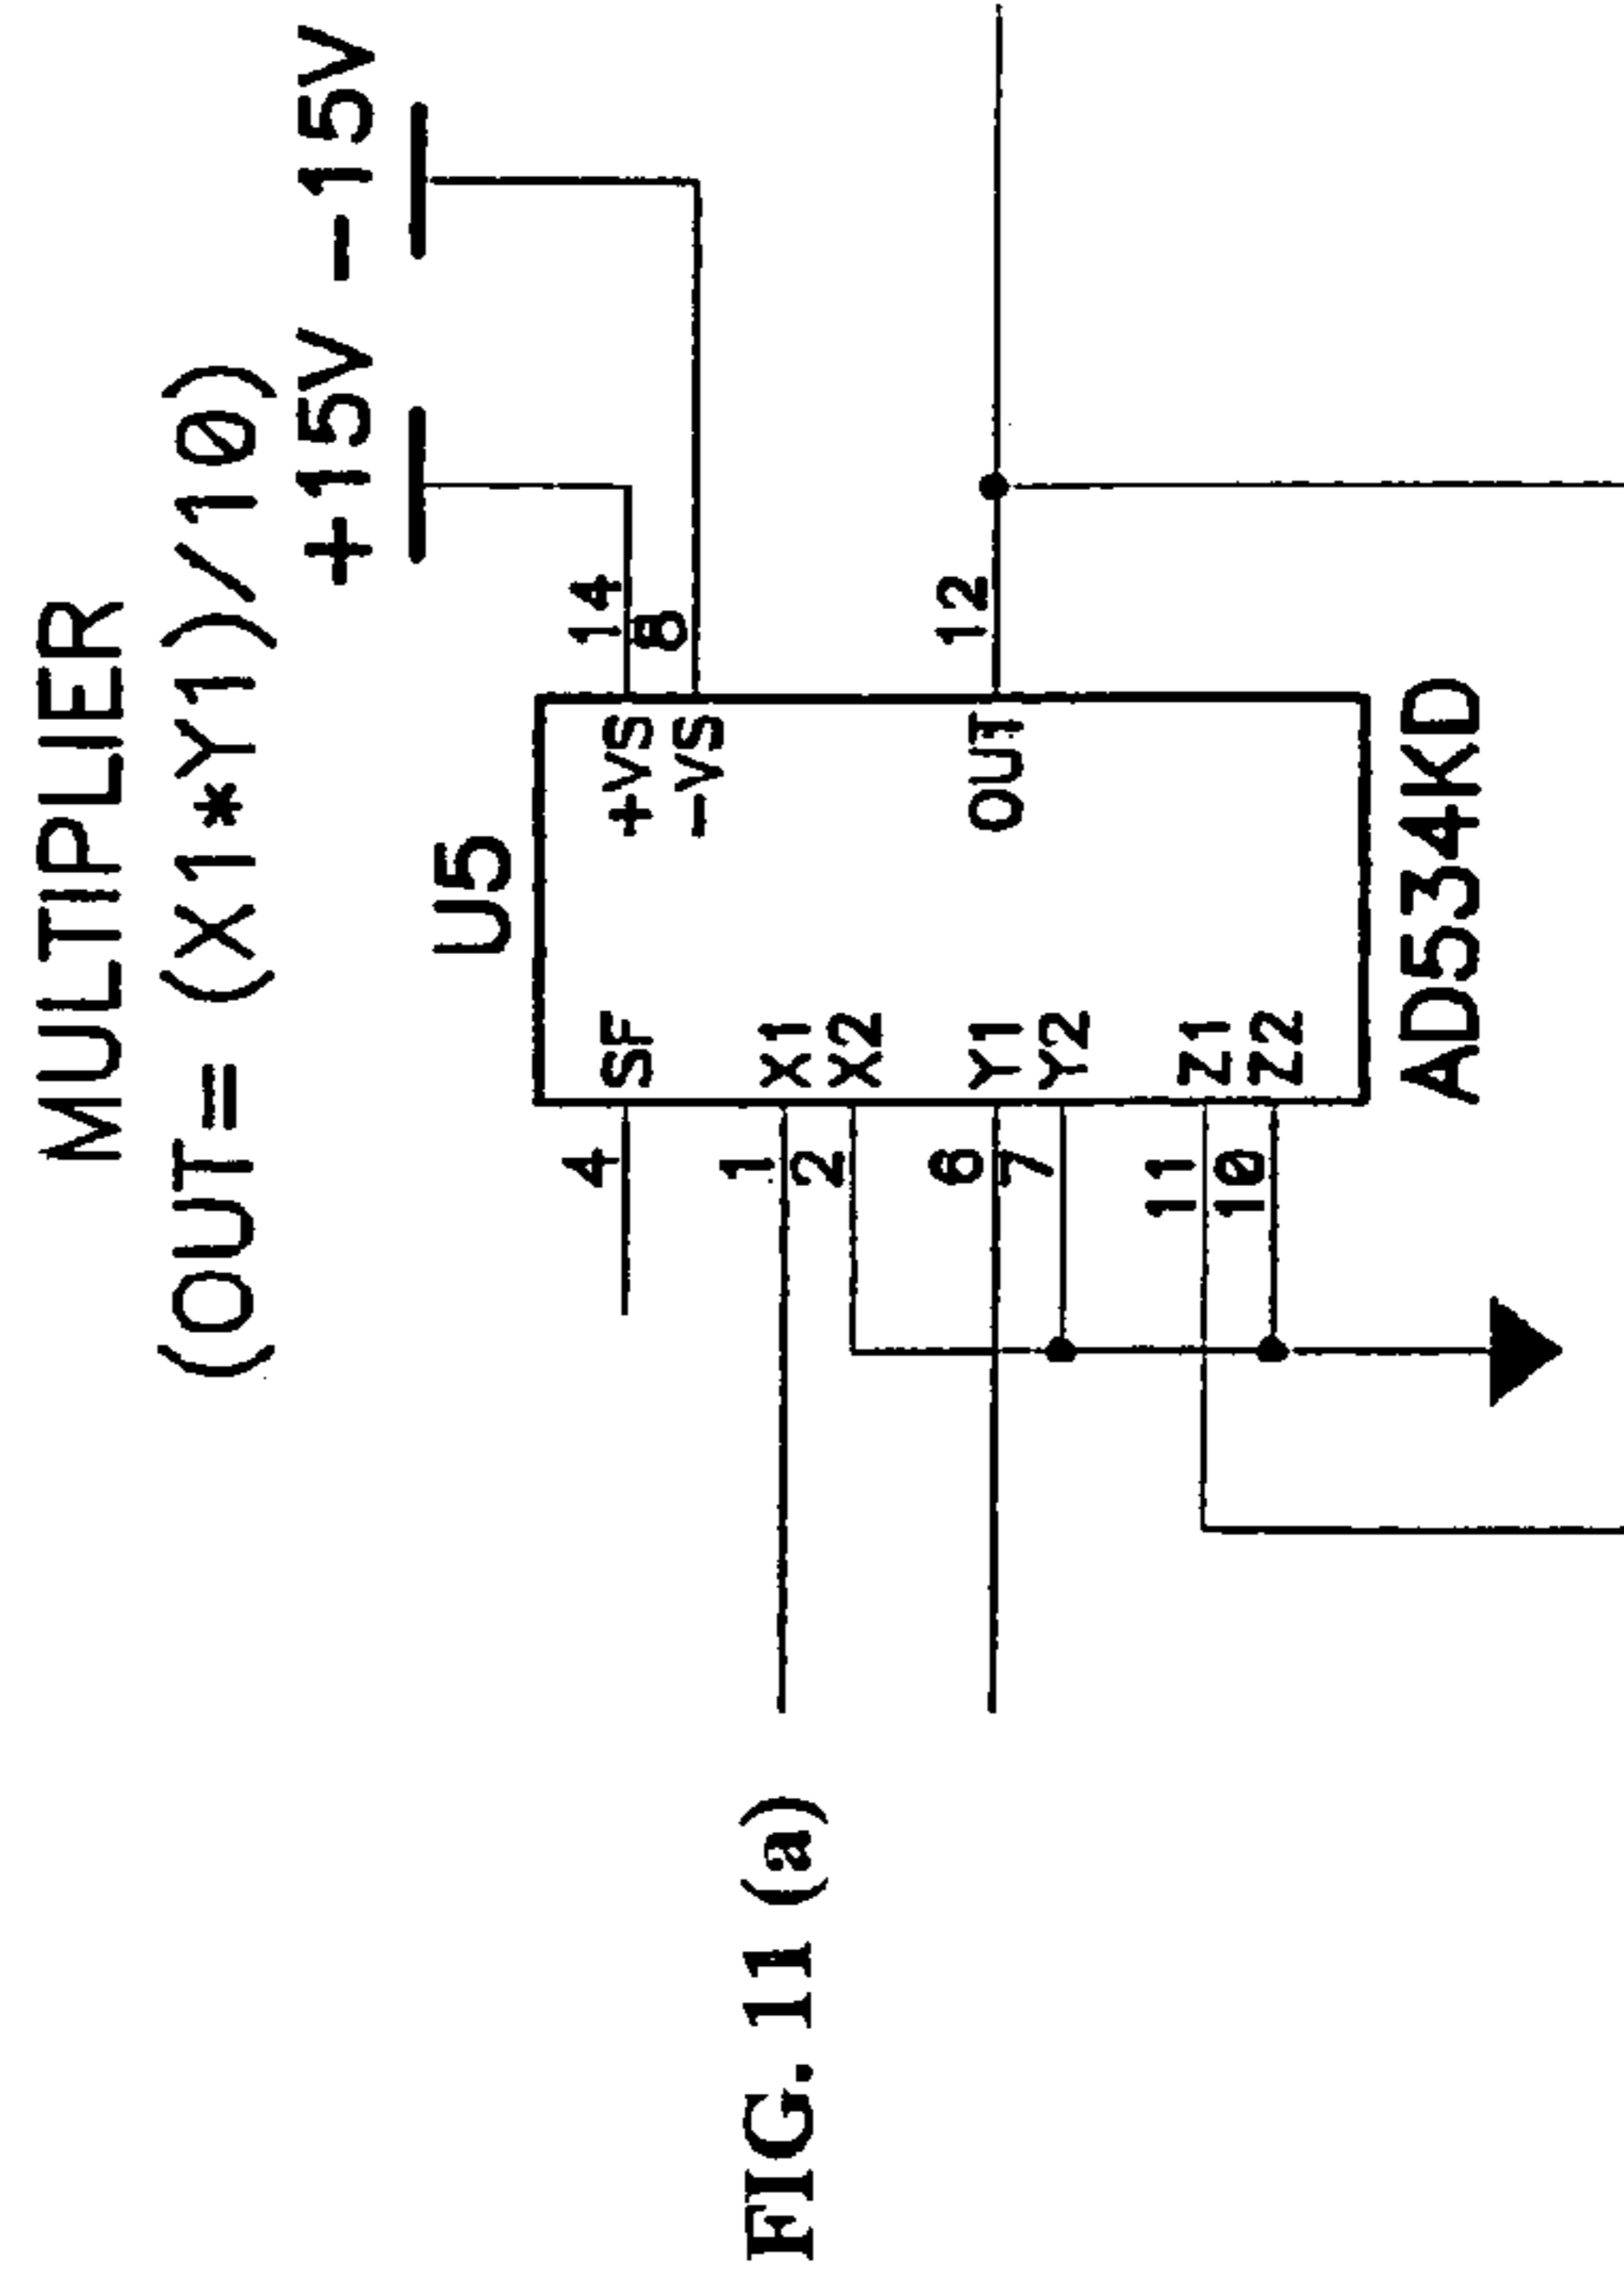 MULTIPLIER
(OUT= (X1*Y1)/10)
+15V -15V
U5
4 SF +VS 14
-VS 8
1 X1
2 X2
6 Y1 OUT 12
7 Y2
11 Z1
10 Z2
AD534KD
FIG. 11 (a)